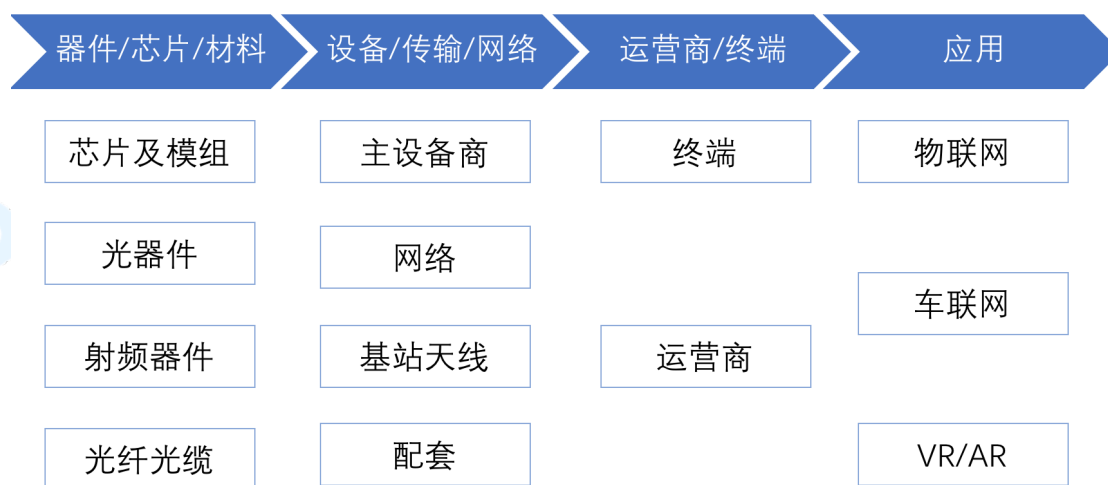 器件/芯片/材料
设备/传输/网络
运营商/终端
应用
芯片及模组
主设备商
终端
物联网
光器件
网络
车联网
射频器件
基站天线
运营商
光纤光缆
配套
VR/AR